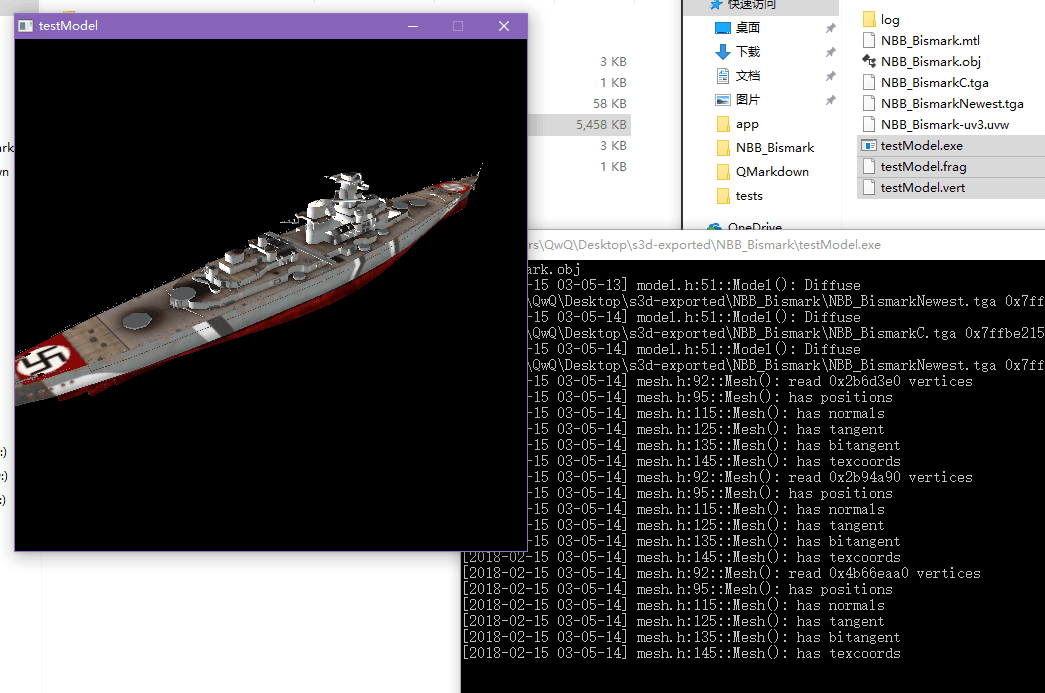 testModel
3 KB
1 KB
58 KB
5,458 KB
3 KB
1 KB
快速访问
桌面
下载
文档
图片
app
NBB_Bismark
QMarkdown
tests
OneDrive
log
NBB_Bismark.mtl
NBB_Bismark.obj
NBB_BismarkC.tga
NBB_BismarkNewest.tga
NBB_Bismark-uv3.uvw
testModel.exe
testModel.frag
testModel.vert
rs\QwQ\Desktop\s3d-exported\NBB_Bismark\testModel.exe
ark.obj
-15 03-05-13] model.h:51::Model(): Diffuse
\QwQ\Desktop\s3d-exported\NBB_Bismark\NBB_BismarkNewest.tga 0x7ff
-15 03-05-14] model.h:51::Model(): Diffuse
\QwQ\Desktop\s3d-exported\NBB_Bismark\NBB_BismarkC.tga 0x7ffbe215
-15 03-05-14] model.h:51::Model(): Diffuse
\QwQ\Desktop\s3d-exported\NBB_Bismark\NBB_BismarkNewest.tga 0x7ff
-15 03-05-14] mesh.h:92::Mesh(): read 0x2b6d3e0 vertices
-15 03-05-14] mesh.h:95::Mesh(): has positions
-15 03-05-14] mesh.h:115::Mesh(): has normals
-15 03-05-14] mesh.h:125::Mesh(): has tangent
-15 03-05-14] mesh.h:135::Mesh(): has bitangent
-15 03-05-14] mesh.h:145::Mesh(): has texcoords
-15 03-05-14] mesh.h:92::Mesh(): read 0x2b94a90 vertices
-15 03-05-14] mesh.h:95::Mesh(): has positions
-15 03-05-14] mesh.h:115::Mesh(): has normals
-15 03-05-14] mesh.h:125::Mesh(): has tangent
-15 03-05-14] mesh.h:135::Mesh(): has bitangent
[2018-02-15 03-05-14] mesh.h:145::Mesh(): has texcoords
[2018-02-15 03-05-14] mesh.h:92::Mesh(): read 0x4b66eaa0 vertices
[2018-02-15 03-05-14] mesh.h:95::Mesh(): has positions
[2018-02-15 03-05-14] mesh.h:115::Mesh(): has normals
[2018-02-15 03-05-14] mesh.h:125::Mesh(): has tangent
[2018-02-15 03-05-14] mesh.h:135::Mesh(): has bitangent
[2018-02-15 03-05-14] mesh.h:145::Mesh(): has texcoords